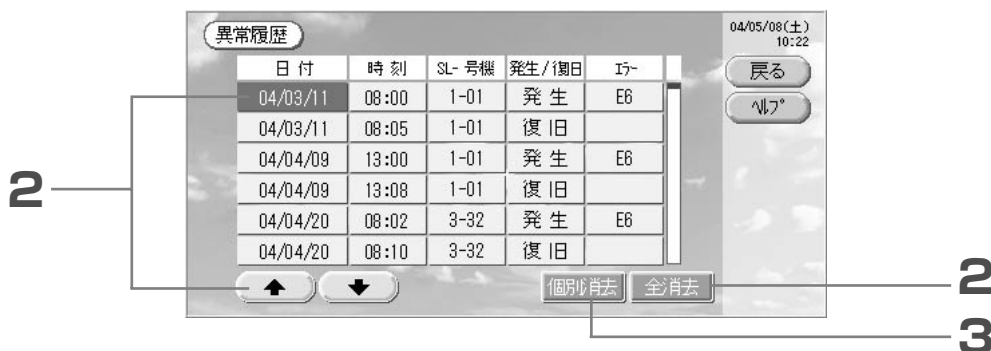 異常履歴
04/05/08(土)
10:22
日付 時刻 SL-号機 発生/復旧 ｴﾗｰ
戻る
04/03/11 08:00 1-01 発生 E6
ﾍﾙﾌﾟ
04/03/11 08:05 1-01 復旧
04/04/09 13:00 1-01 発生 E6
2
04/04/09 13:08 1-01 復旧
04/04/20 08:02 3-32 発生 E6
04/04/20 08:10 3-32 復旧
個別消去 全消去
2
3